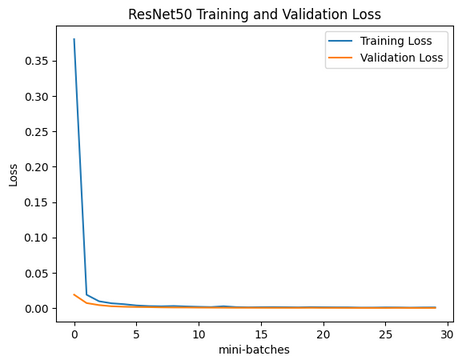 ResNet50 Training and Validation Loss
Training Loss
Validation Loss
0.35
0.30
0.25
0.20
0.15
0.10
0.05
0.00
Loss
0 5 10 15 20 25 30
mini-batches